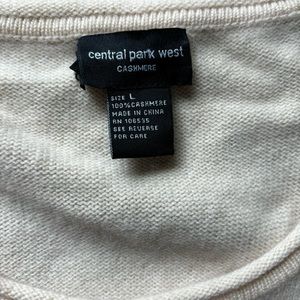 central park west
CASHMERE
SIZE L
100%CASHMERE
MADE IN CHINA
RN 106535
SEE REVERSE
FOR CARE